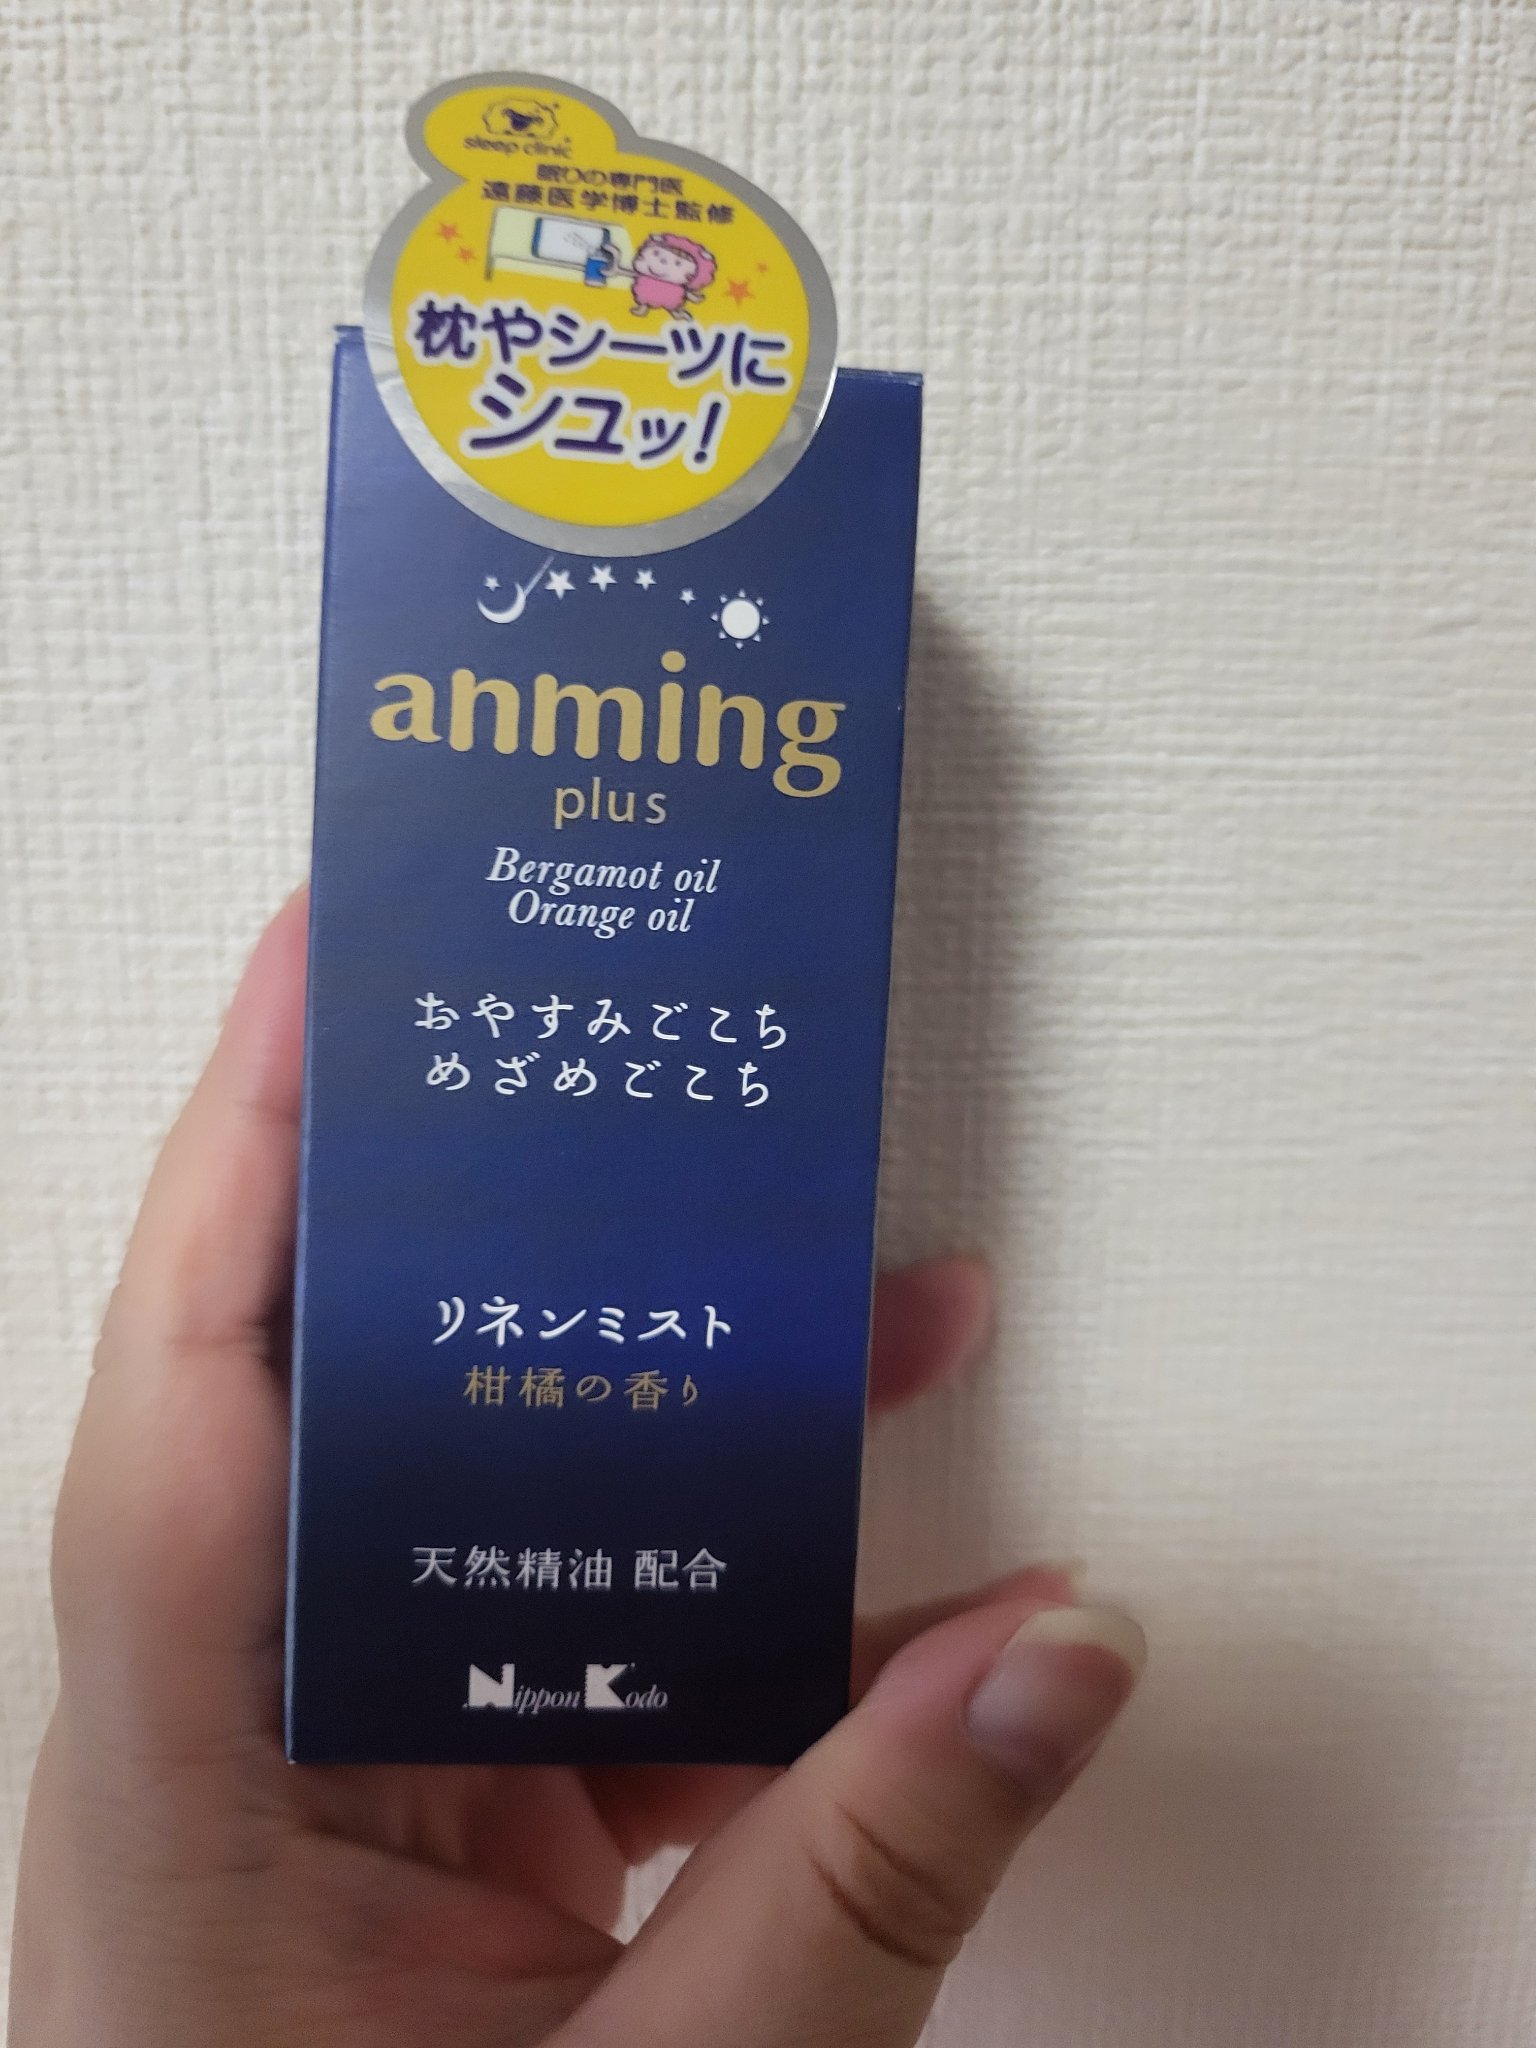 sleep clinic
眠りの専門医
遠藤医学博士監修
枕やシーツに
シュッ!
anming
plus
Bergamot oil
Orange oil
おやすみごこち
めざめごこち
リネンミスト
柑橘の香り
天然精油 配合
Nippon Kodo